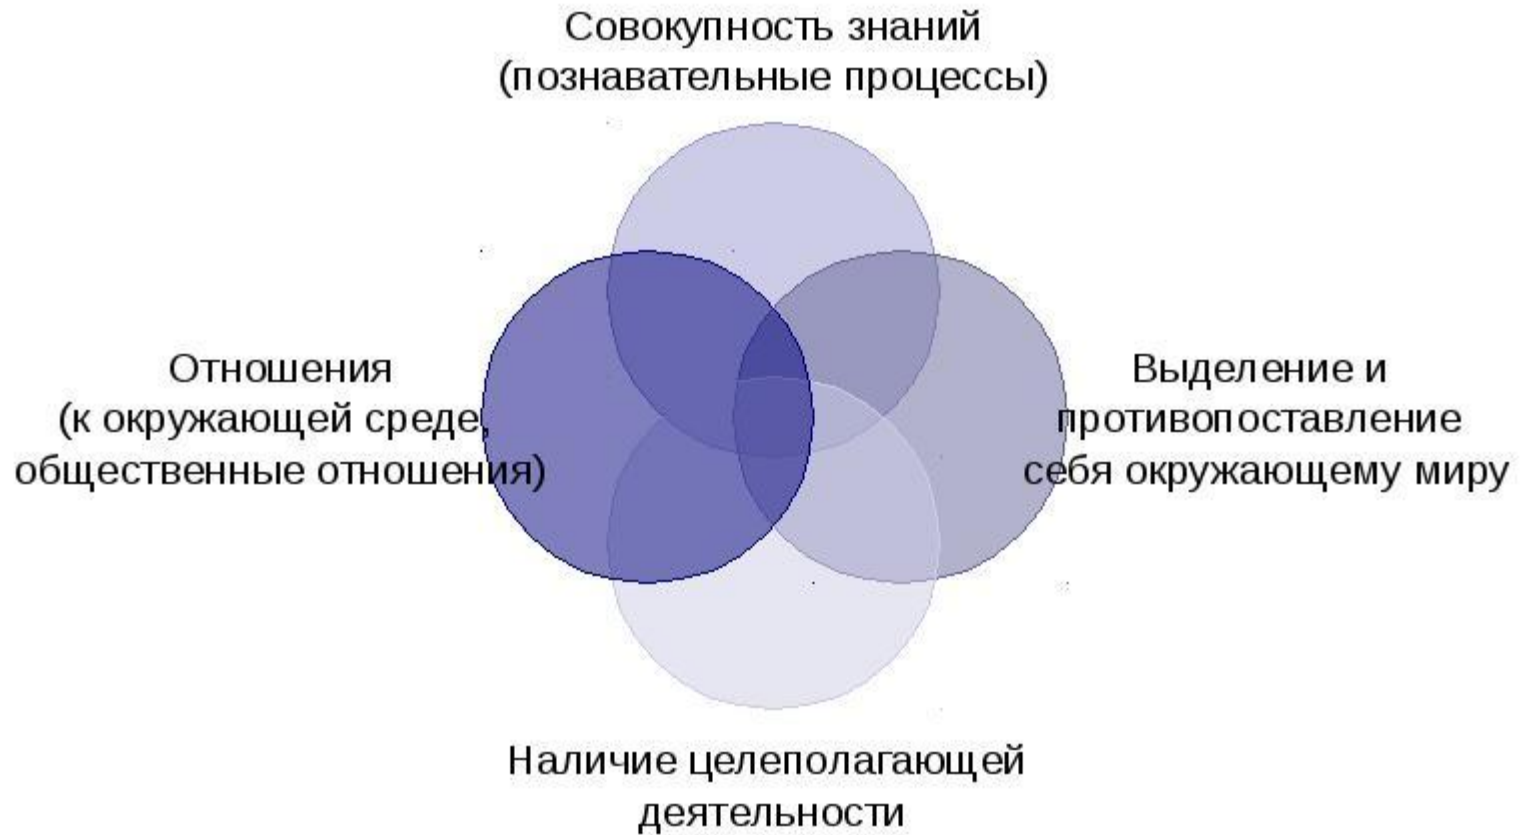 Совокупность знаний
(познавательные процессы)
Отношения
(к окружающей среде,
общественные отношения)
Выделение и
противопоставление
себя окружающему миру
Наличие целеполагающей
деятельности